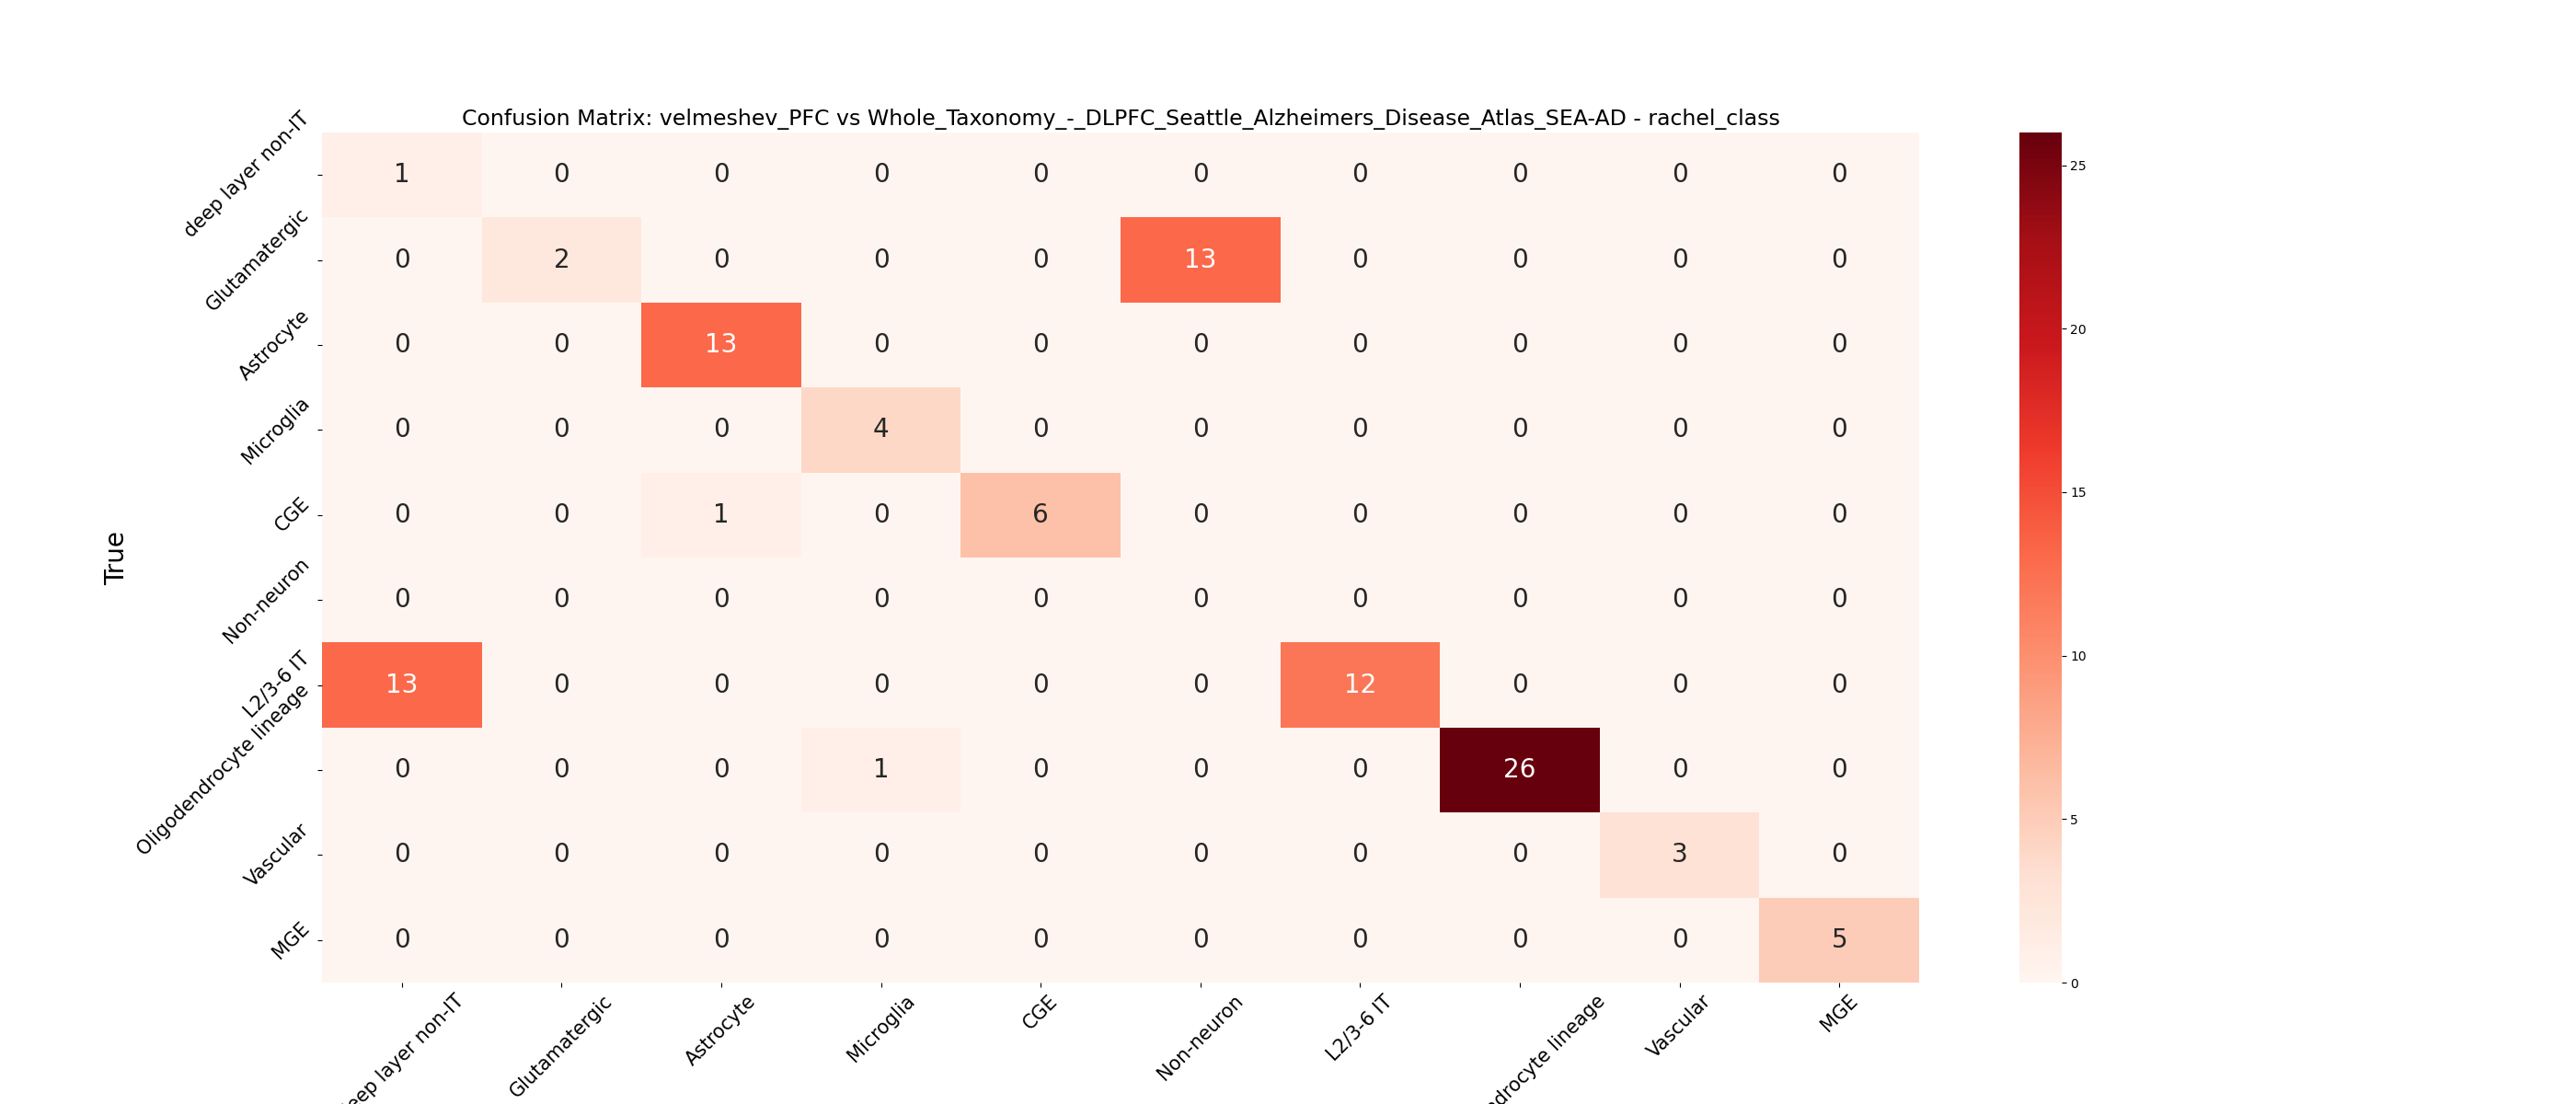 Confusion Matrix: velmeshev_PFC vs Whole_Taxonomy_-_DLPFC_Seattle_Alzheimers_Disease_Atlas_SEA-AD - rachel_class
True
deep layer non-IT 1 0 0 0 0 0 0 0 0 0
Glutamatergic 0 2 0 0 0 13 0 0 0 0
Astrocyte 0 0 13 0 0 0 0 0 0 0
Microglia 0 0 0 4 0 0 0 0 0 0
CGE 0 0 1 0 6 0 0 0 0 0
Non-neuron 0 0 0 0 0 0 0 0 0 0
L2/3-6 IT 13 0 0 0 0 0 12 0 0 0
Oligodendrocyte lineage 0 0 0 1 0 0 0 26 0 0
Vascular 0 0 0 0 0 0 0 0 3 0
MGE 0 0 0 0 0 0 0 0 0 5
eep layer non-IT Glutamatergic Astrocyte Microglia CGE Non-neuron L2/3-6 IT ndrocyte lineage Vascular MGE
25
20
15
10
5
0